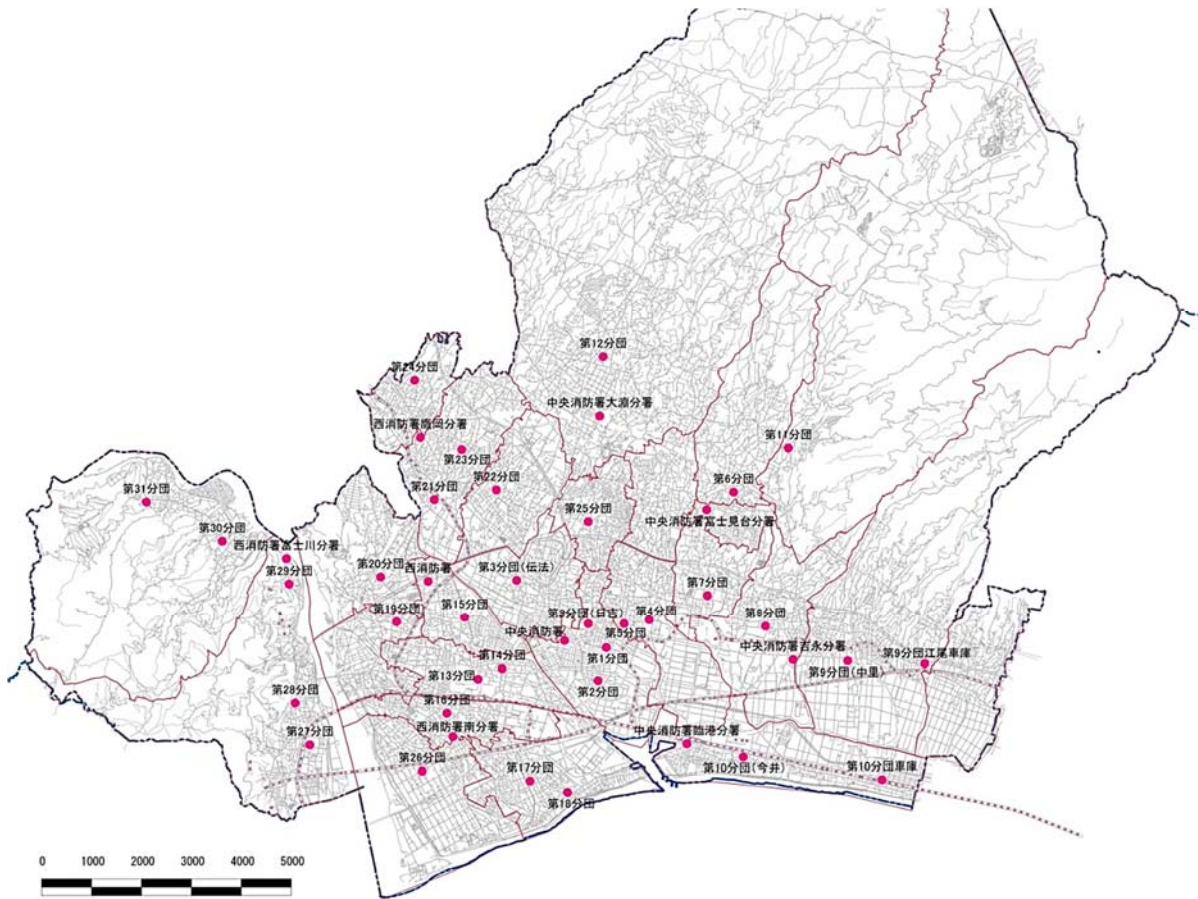 第12分団
第24分団
中央消防署大淵分署
西消防署鷹岡分署
第11分団
第23分団
第22分団
第6分団
第31分団
第21分団
第25分団
中央消防署富士見台分署
第30分団
西消防署富士川分署
第29分団
第20分団
西消防署
第3分団(伝法)
第7分団
第19分団
第15分団
第3分団(日吉)
第4分団
第8分団
中央消防署
第5分団
第1分団
第14分団
中央消防署吉永分署
第9分団(中里)
第9分団江尾車庫
第13分団
第2分団
第28分団
第16分団
第27分団
西消防署南分署
中央消防署臨港分署
第26分団
第17分団
第10分団(今井)
第10分団車庫
第18分団
0 1000 2000 3000 4000 5000